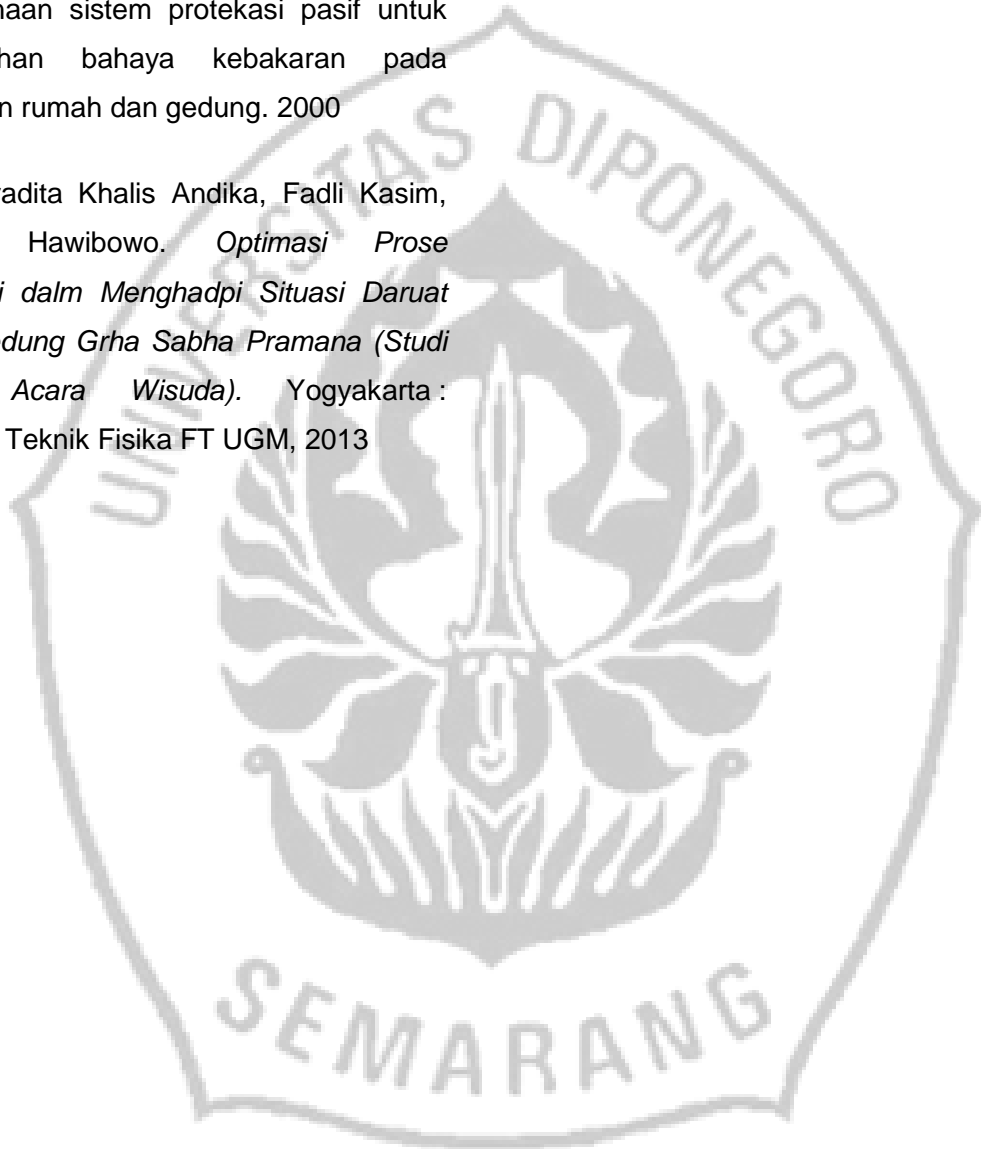 naan sistem protekasi pasif untuk
han bahaya kebakaran pada
n rumah dan gedung. 2000
adita Khalis Andika, Fadli Kasim,
Hawibowo. Optimasi Prose
i dalm Menghadpi Situasi Daruat
edung Grha Sabha Pramana (Studi
Acara Wisuda). Yogyakarta :
Teknik Fisika FT UGM, 2013
UNIVERSITAS DIPONEGORO
SEMARANG